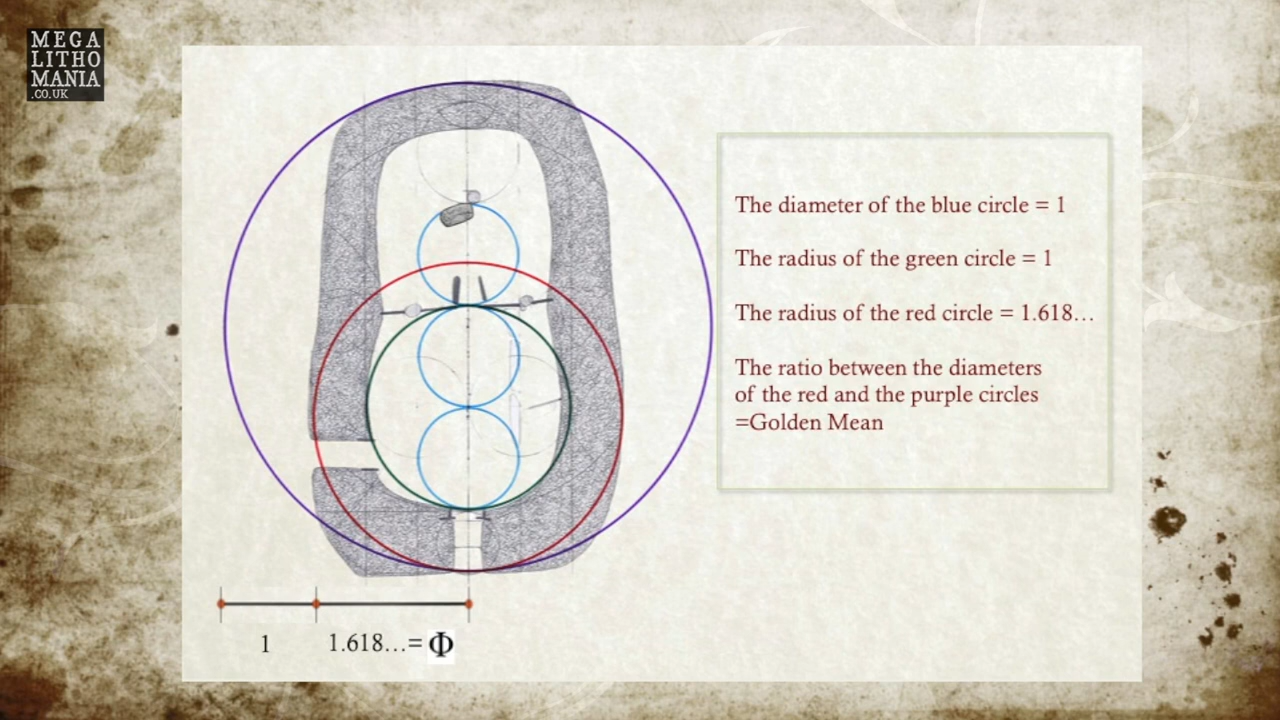 MEGA
LITHO
MANIA
.CO.UK
The diameter of the blue circle = 1
The radius of the green circle = 1
The radius of the red circle = 1.618...
The ratio between the diameters
of the red and the purple circles
=Golden Mean
1
1.618...= Φ